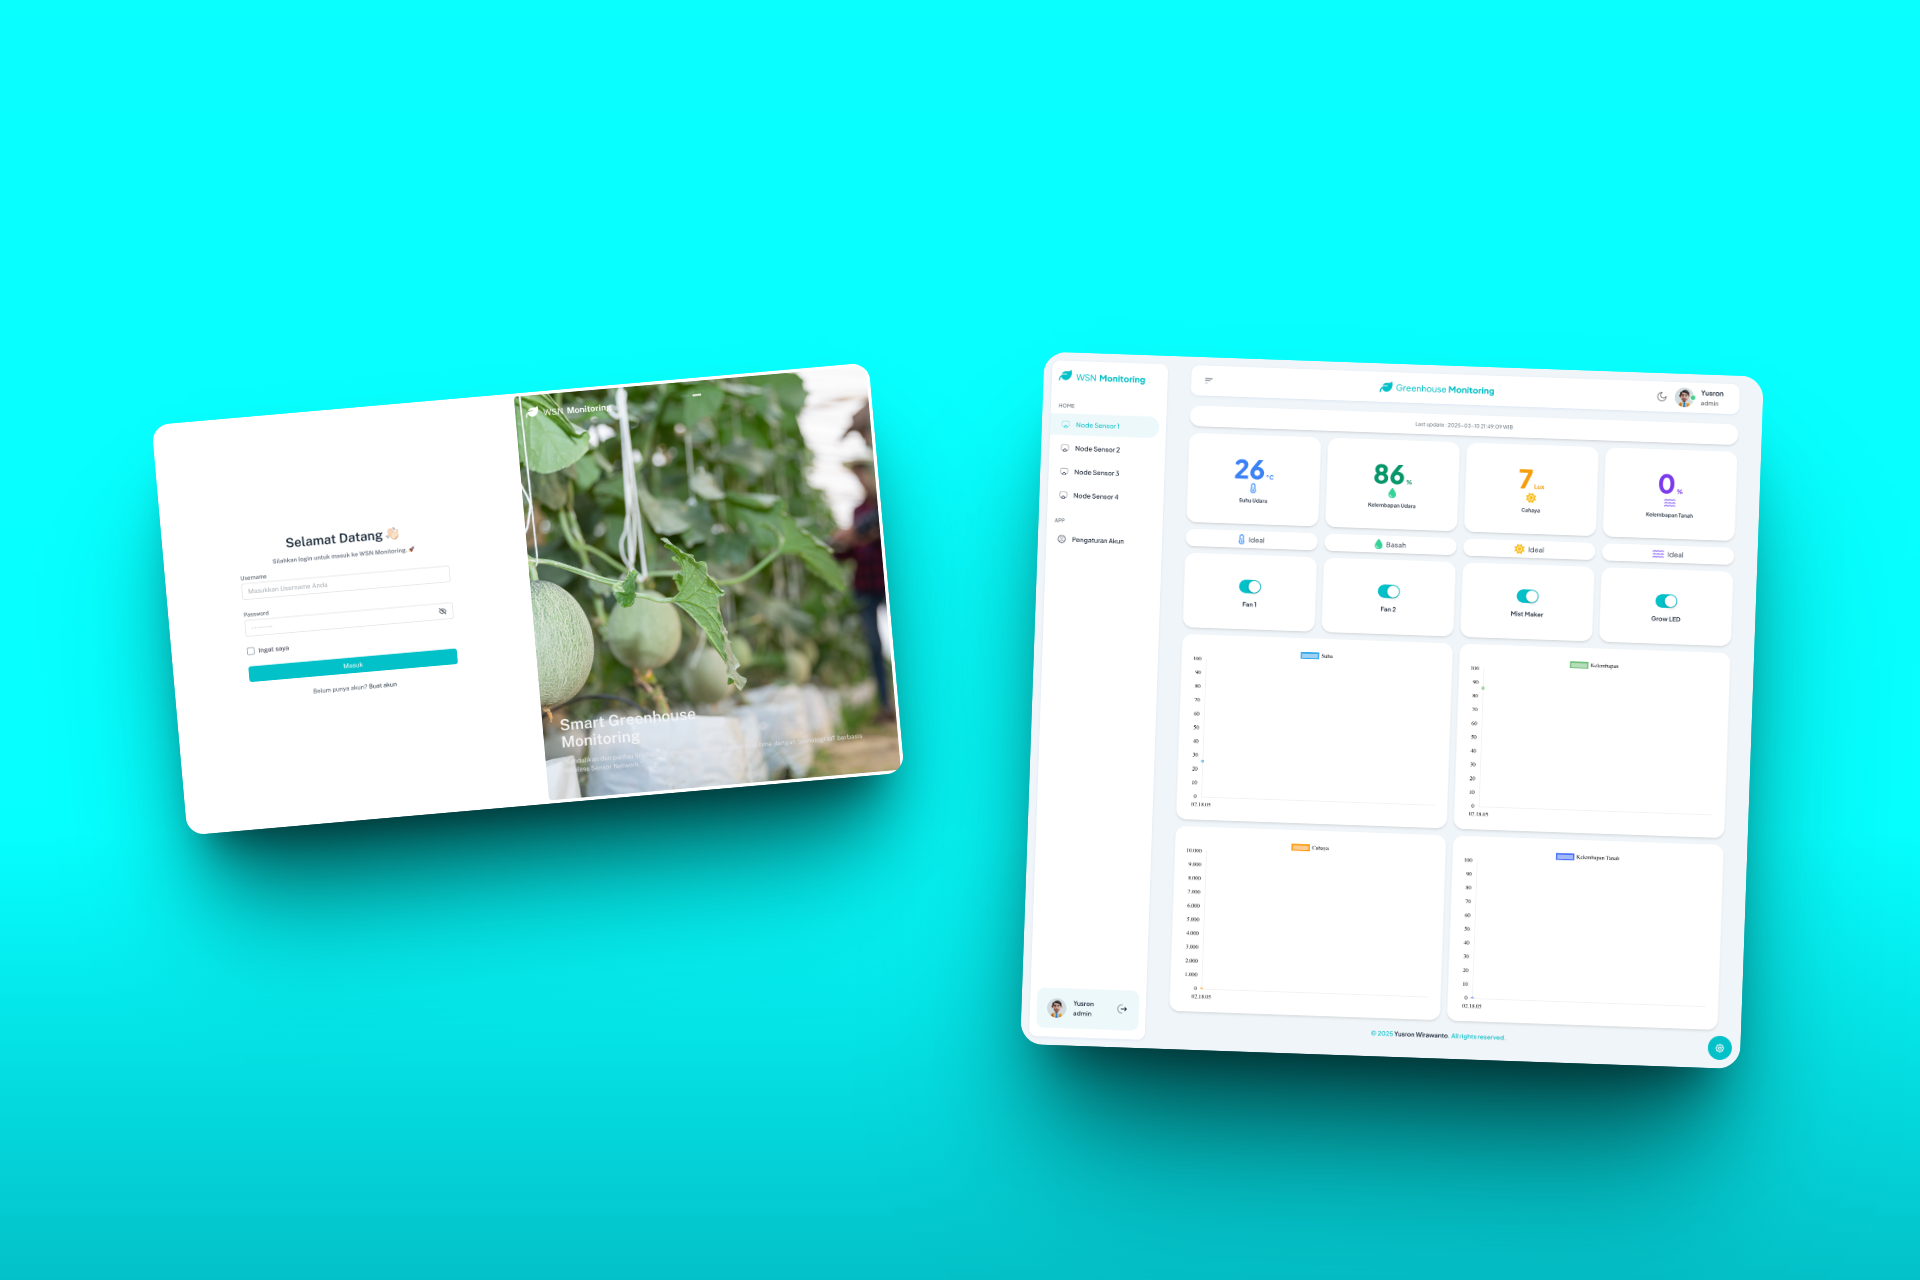 Selamat Datang 👋🏻
Silahkan login untuk masuk ke WSN Monitoring. 🚀
Username
Masukkan Username Anda
Password
Ingat saya
Masuk
Belum punya akun? Buat akun
WSN Monitoring
Smart Greenhouse
Monitoring
berbasis
Sensor Network
WSN Monitoring
HOME
Node Sensor 1
Node Sensor 2
Node Sensor 3
Node Sensor 4
APP
Pengaturan Akun
Yusron
admin
Greenhouse Monitoring
Yusron
admin
Last update : 2025-03-10 21:49:09 WIB
26 °C
Suhu Udara
86 %
Kelembapan Udara
7 Lux
Cahaya
0 %
Kelembapan Tanah
Ideal
Basah
Ideal
Ideal
Fan 1
Fan 2
Mist Maker
Grow LED
Suhu
100
90
80
70
60
50
40
30
20
10
0
02.18.05
Kelembapan
100
90
80
70
60
50
40
30
20
10
0
02.18.05
Cahaya
10.000
9.000
8.000
7.000
6.000
5.000
4.000
3.000
2.000
1.000
0
02.18.05
Kelembapan Tanah
100
90
80
70
60
50
40
30
20
10
0
02.18.05
© 2025 Yusron Wirawanto. All rights reserved.